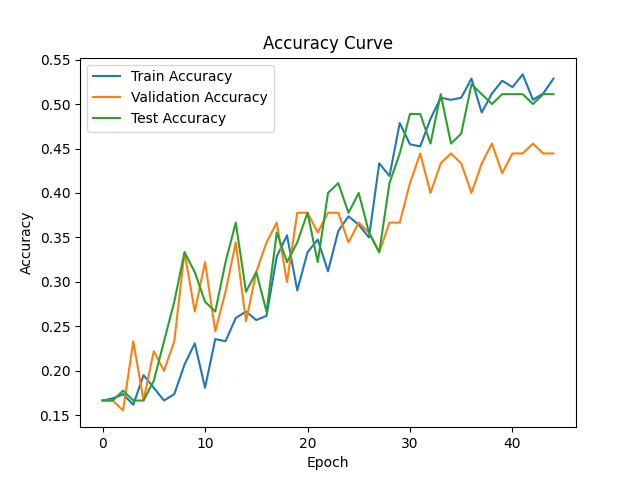 Accuracy Curve
Train Accuracy
Validation Accuracy
Test Accuracy
Accuracy
0.55
0.50
0.45
0.40
0.35
0.30
0.25
0.20
0.15
0 10 20 30 40
Epoch